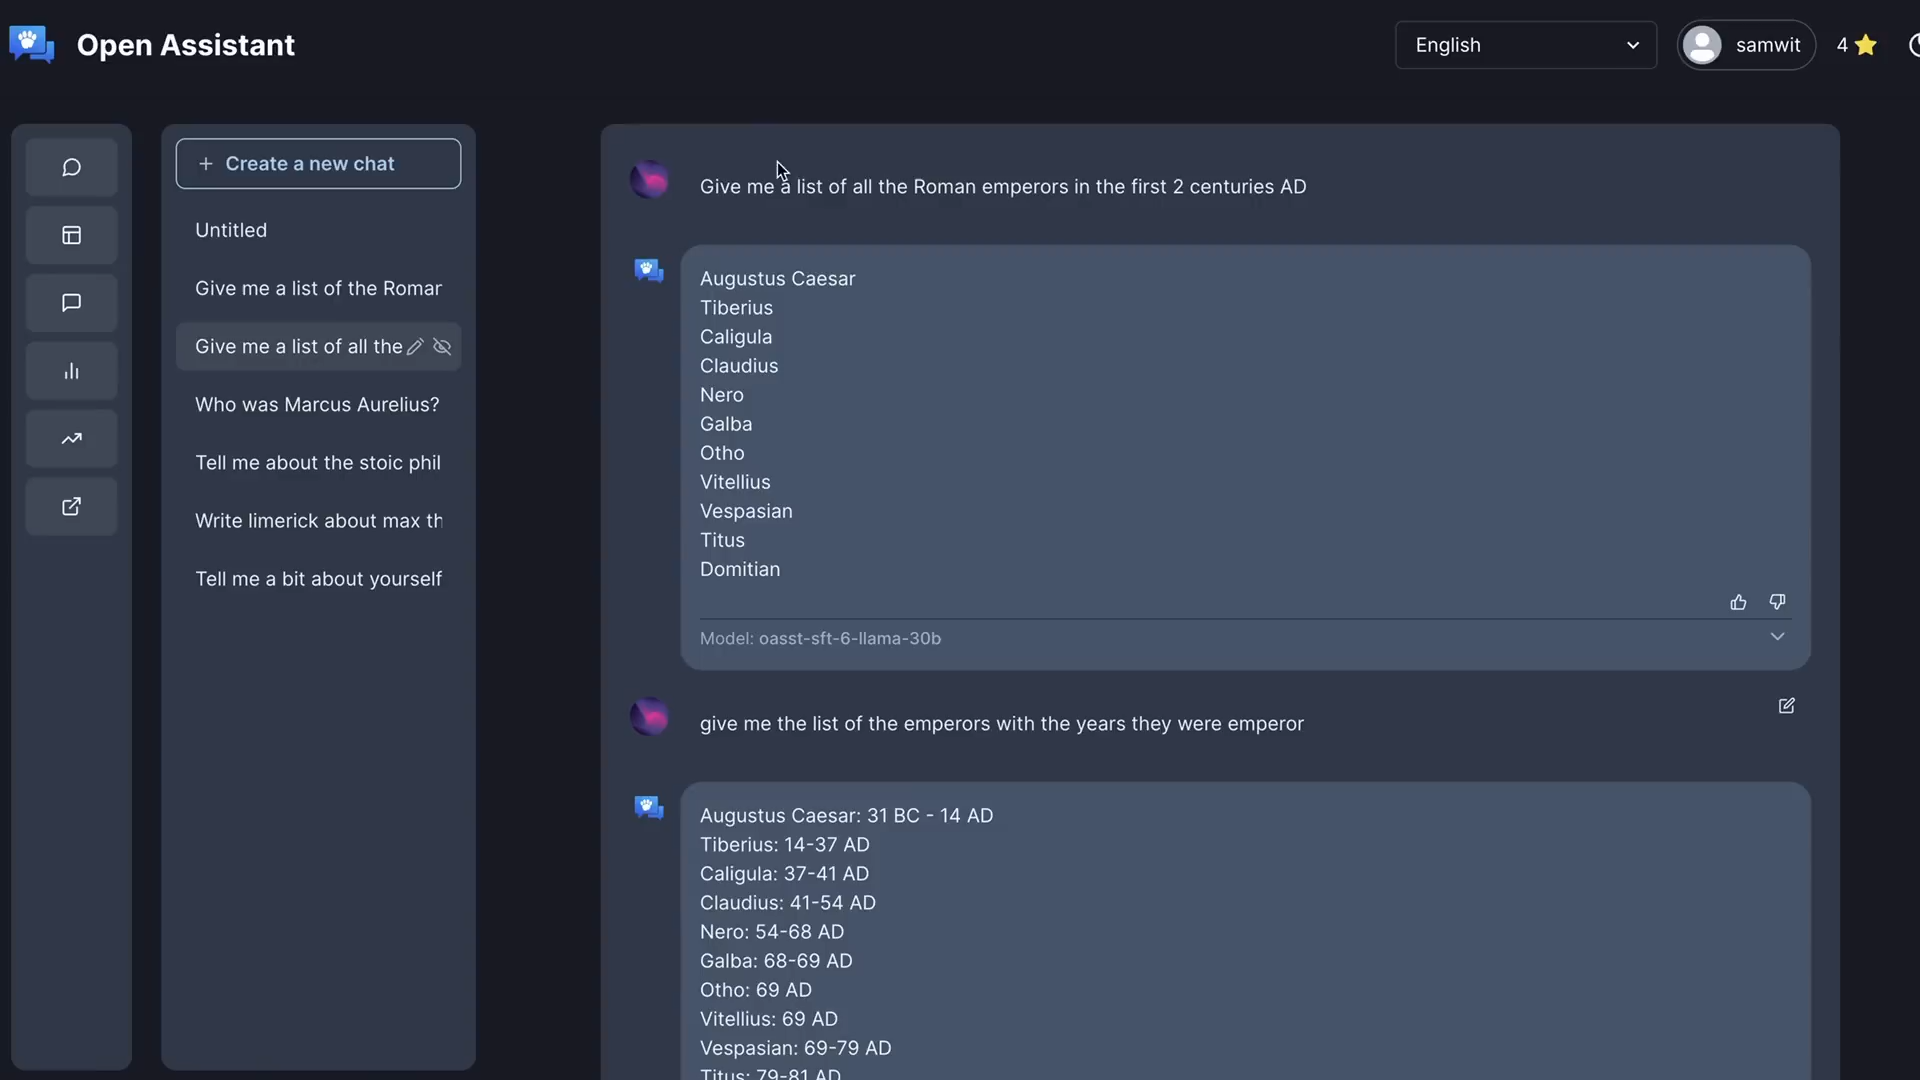 Open Assistant
English
samwit
4
+ Create a new chat
Untitled
Give me a list of the Roman
Give me a list of all the
Who was Marcus Aurelius?
Tell me about the stoic phil
Write limerick about max th
Tell me a bit about yourself
Give me a list of all the Roman emperors in the first 2 centuries AD
Augustus Caesar
Tiberius
Caligula
Claudius
Nero
Galba
Otho
Vitellius
Vespasian
Titus
Domitian
Model: oasst-sft-6-llama-30b
give me the list of the emperors with the years they were emperor
Augustus Caesar: 31 BC - 14 AD
Tiberius: 14-37 AD
Caligula: 37-41 AD
Claudius: 41-54 AD
Nero: 54-68 AD
Galba: 68-69 AD
Otho: 69 AD
Vitellius: 69 AD
Vespasian: 69-79 AD
Titus: 79-81 AD